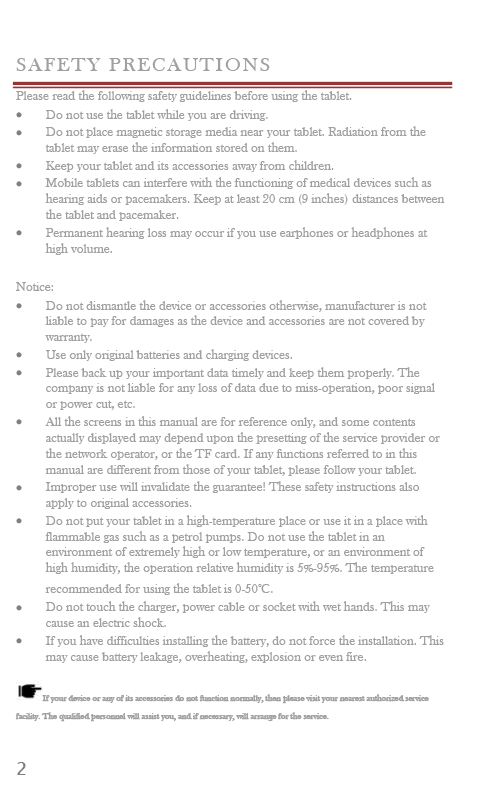 SAFETY PRECAUTIONS
Please read the following safety guidelines before using the tablet.
● Do not use the tablet while you are driving.
● Do not place magnetic storage media near your tablet. Radiation from the
tablet may erase the information stored on them.
● Keep your tablet and its accessories away from children.
● Mobile tablets can interfere with the functioning of medical devices such as
hearing aids or pacemakers. Keep at least 20 cm (9 inches) distances between
the tablet and pacemaker.
● Permanent hearing loss may occur if you use earphones or headphones at
high volume.
Notice:
● Do not dismantle the device or accessories otherwise, manufacturer is not
liable to pay for damages as the device and accessories are not covered by
warranty.
● Use only original batteries and charging devices.
● Please back up your important data timely and keep them properly. The
company is not liable for any loss of data due to miss-operation, poor signal
or power cut, etc.
● All the screens in this manual are for reference only, and some contents
actually displayed may depend upon the presetting of the service provider or
the network operator, or the TF card. If any functions referred to in this
manual are different from those of your tablet, please follow your tablet.
● Improper use will invalidate the guarantee! These safety instructions also
apply to original accessories.
● Do not put your tablet in a high-temperature place or use it in a place with
flammable gas such as a petrol pumps. Do not use the tablet in an
environment of extremely high or low temperature, or an environment of
high humidity, the operation relative humidity is 5%-95%. The temperature
recommended for using the tablet is 0-50°C.
● Do not touch the charger, power cable or socket with wet hands. This may
cause an electric shock.
● If you have difficulties installing the battery, do not force the installation. This
may cause battery leakage, overheating, explosion or even fire.
If your device or any of its accessories do not function normally, then please visit your nearest authorized service
facility. The qualified personnel will assist you, and if necessary, will arrange for the service.
2